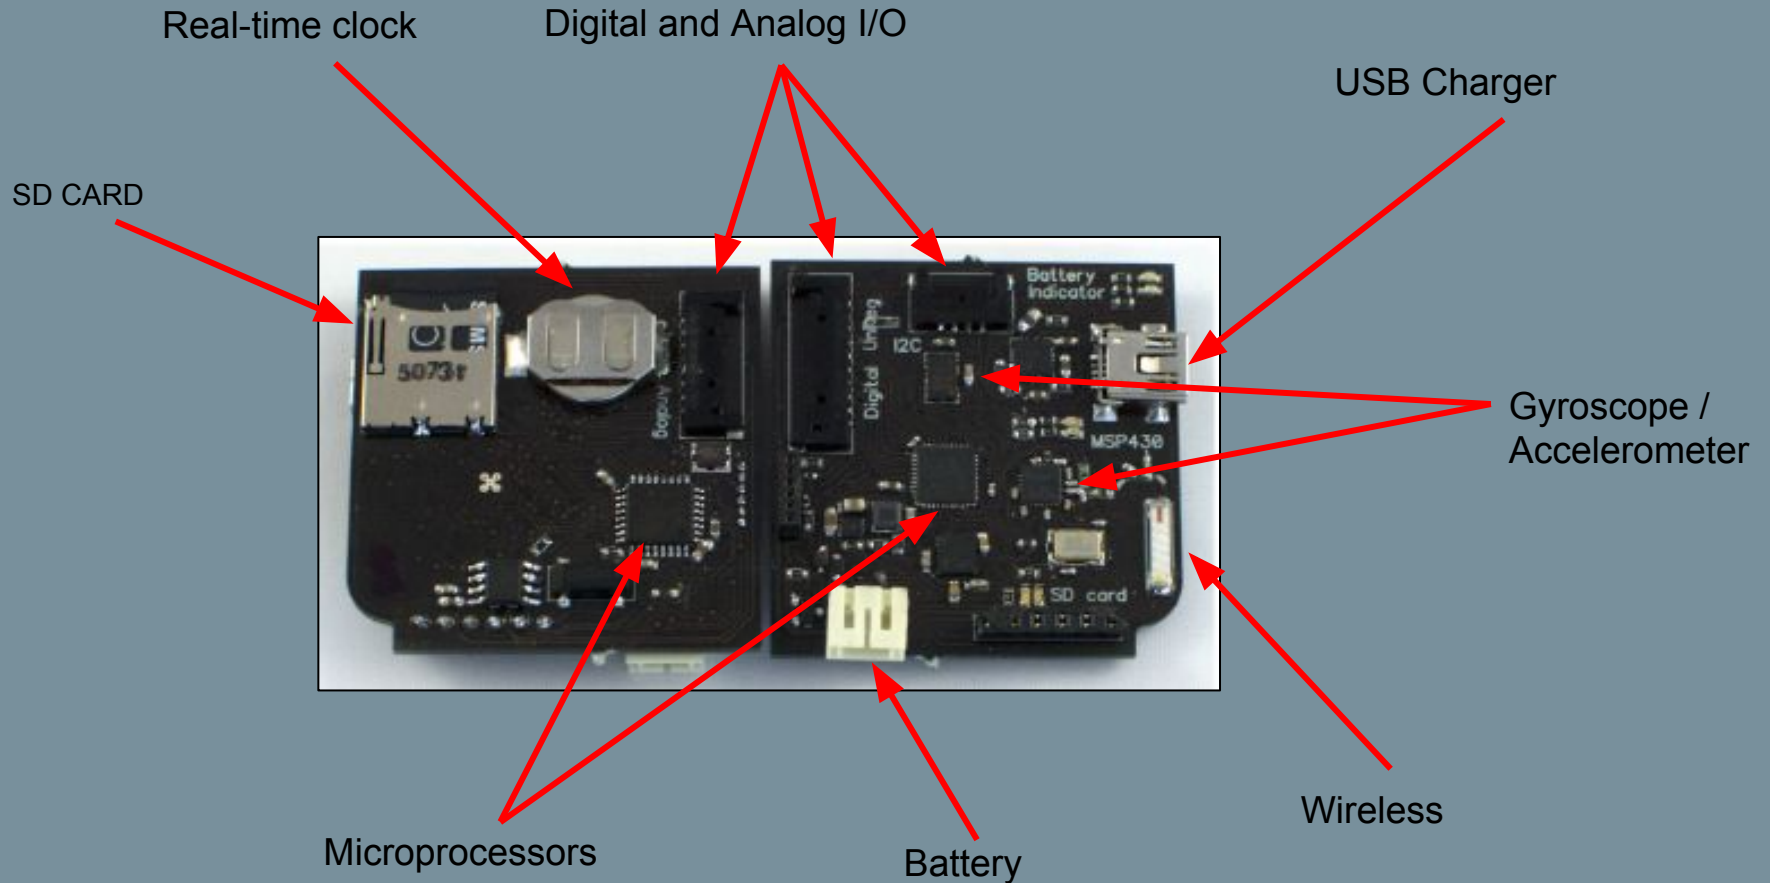 Real-time clock
Digital and Analog I/O
USB Charger
SD CARD
Battery
Indicator
5073r
Analog
Digital
UnReg
I2C
MSP430
SD card
Gyroscope /
Accelerometer
Wireless
Microprocessors
Battery